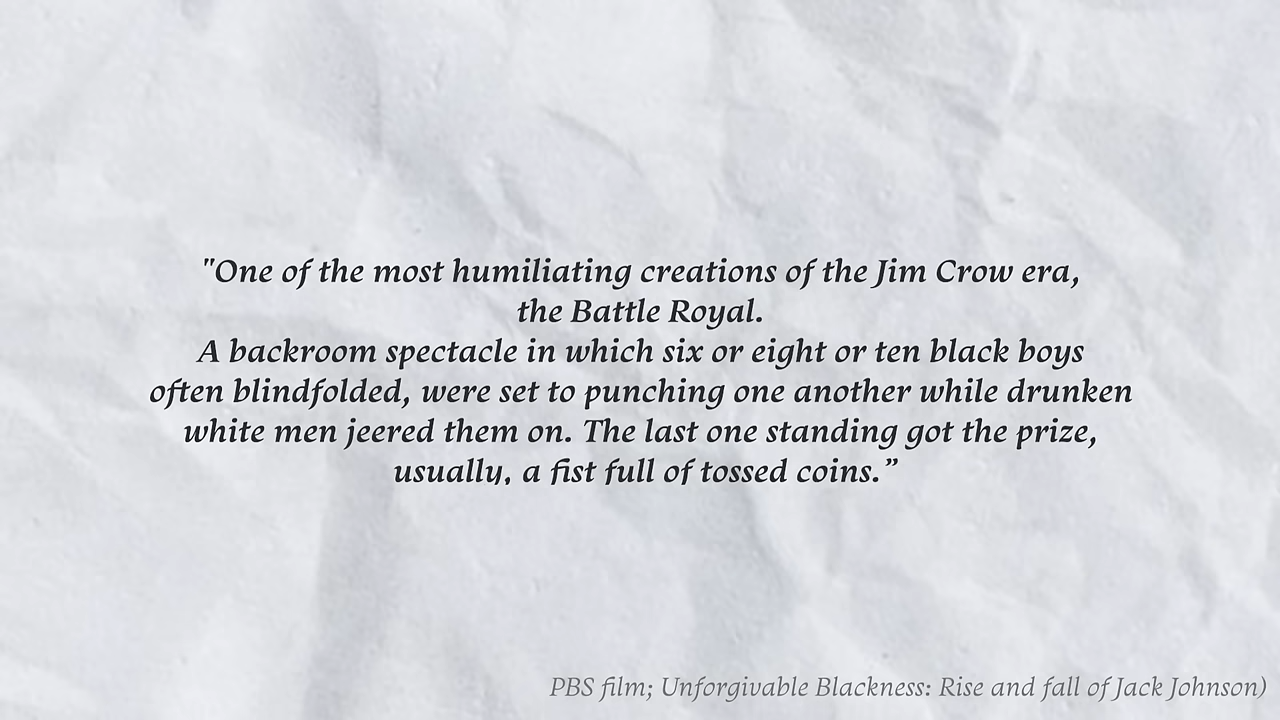 "One of the most humiliating creations of the Jim Crow era,
the Battle Royal.
A backroom spectacle in which six or eight or ten black boys
often blindfolded, were set to punching one another while drunken
white men jeered them on. The last one standing got the prize,
usually, a fist full of tossed coins.”
PBS film; Unforgivable Blackness: Rise and fall of Jack Johnson)